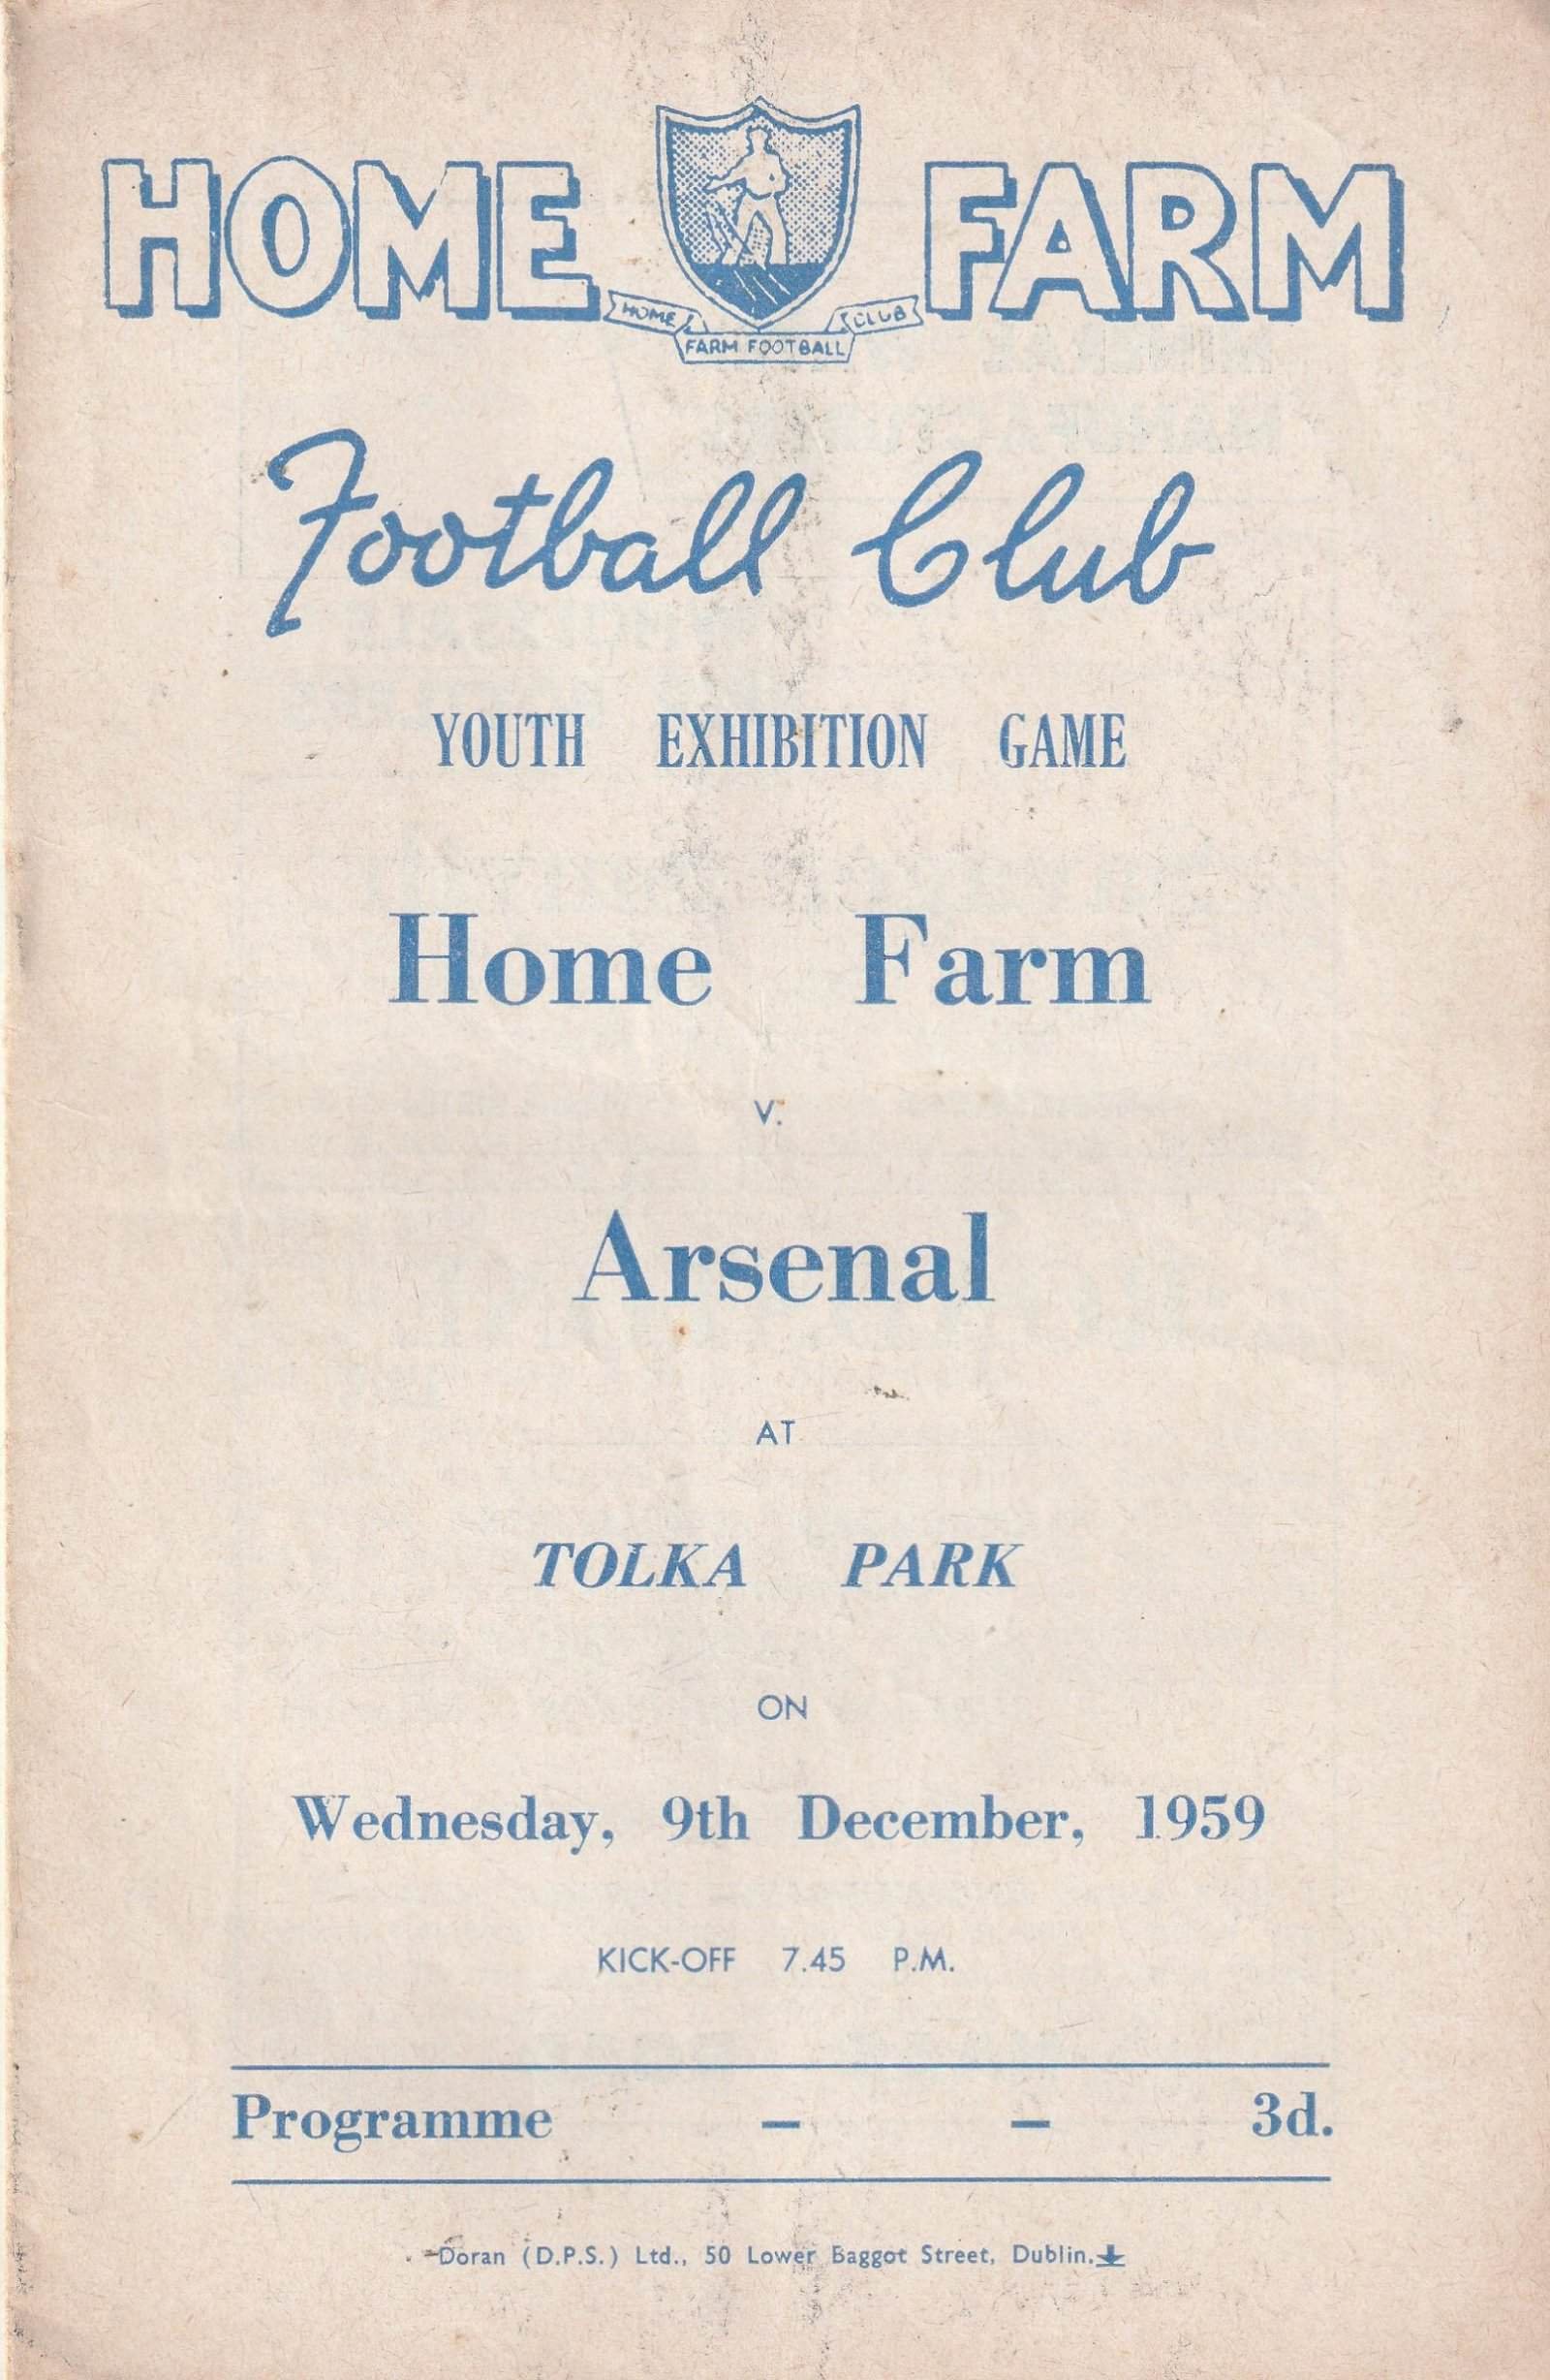 HOME FARM
HOME FARM FOOTBALL CLUB
Football Club
YOUTH EXHIBITION GAME
Home Farm
V.
Arsenal
AT
TOLKA PARK
ON
Wednesday, 9th December, 1959
KICK-OFF 7.45 P.M.
Programme – – 3d.
Doran (D.P.S.) Ltd., 50 Lower Baggot Street, Dublin.